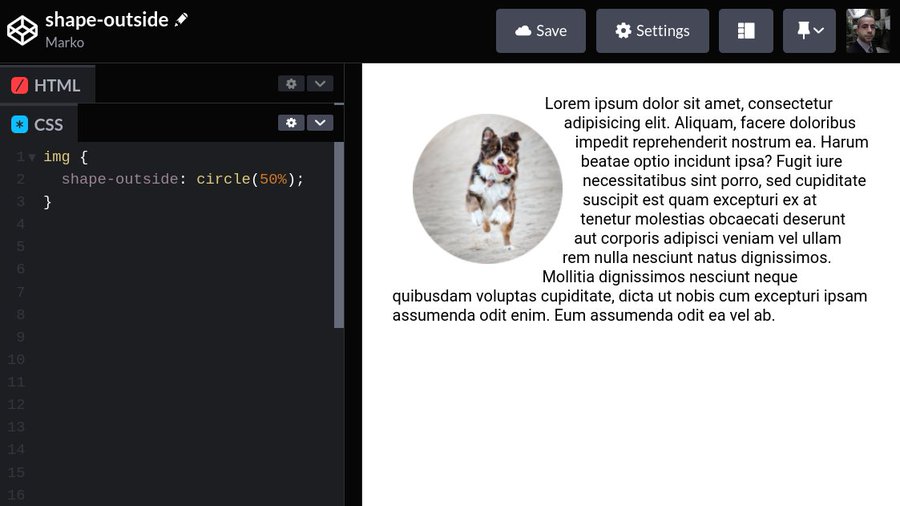 shape-outside
Marko
Save
Settings
HTML
CSS
1 img {
2 shape-outside: circle(50%);
3 }
4
5
6
7
8
9
10
11
12
13
14
15
16
Lorem ipsum dolor sit amet, consectetur
adipisicing elit. Aliquam, facere doloribus
impedit reprehenderit nostrum ea. Harum
beatae optio incidunt ipsa? Fugit iure
necessitatibus sint porro, sed cupiditate
suscipit est quam excepturi ex at
tenetur molestias obcaecati deserunt
aut corporis adipisci veniam vel ullam
rem nulla nesciunt natus dignissimos.
Mollitia dignissimos nesciunt neque
quibusdam voluptas cupiditate, dicta ut nobis cum excepturi ipsam
assumenda odit enim. Eum assumenda odit ea vel ab.